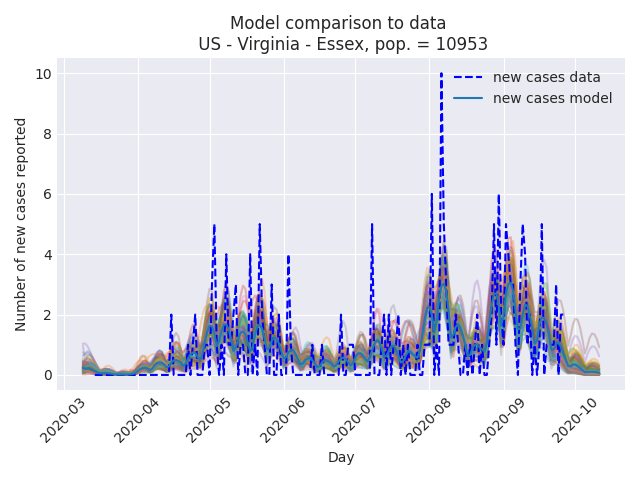 Model comparison to data
US - Virginia - Essex, pop. = 10953
new cases data
new cases model
Number of new cases reported
10
8
6
4
2
0
2020-03
2020-04
2020-05
2020-06
2020-07
2020-08
2020-09
2020-10
Day